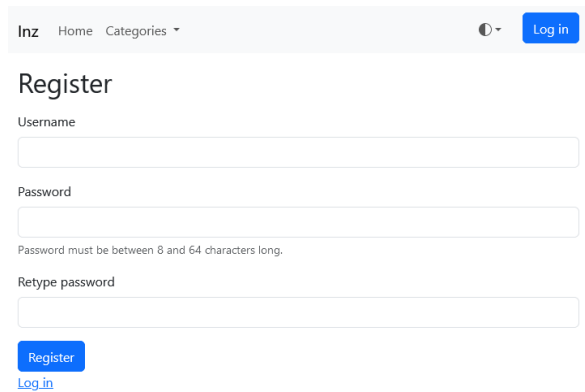 Inz Home Categories Log in
Register
Username
Password
Password must be between 8 and 64 characters long.
Retype password
Register
Log in